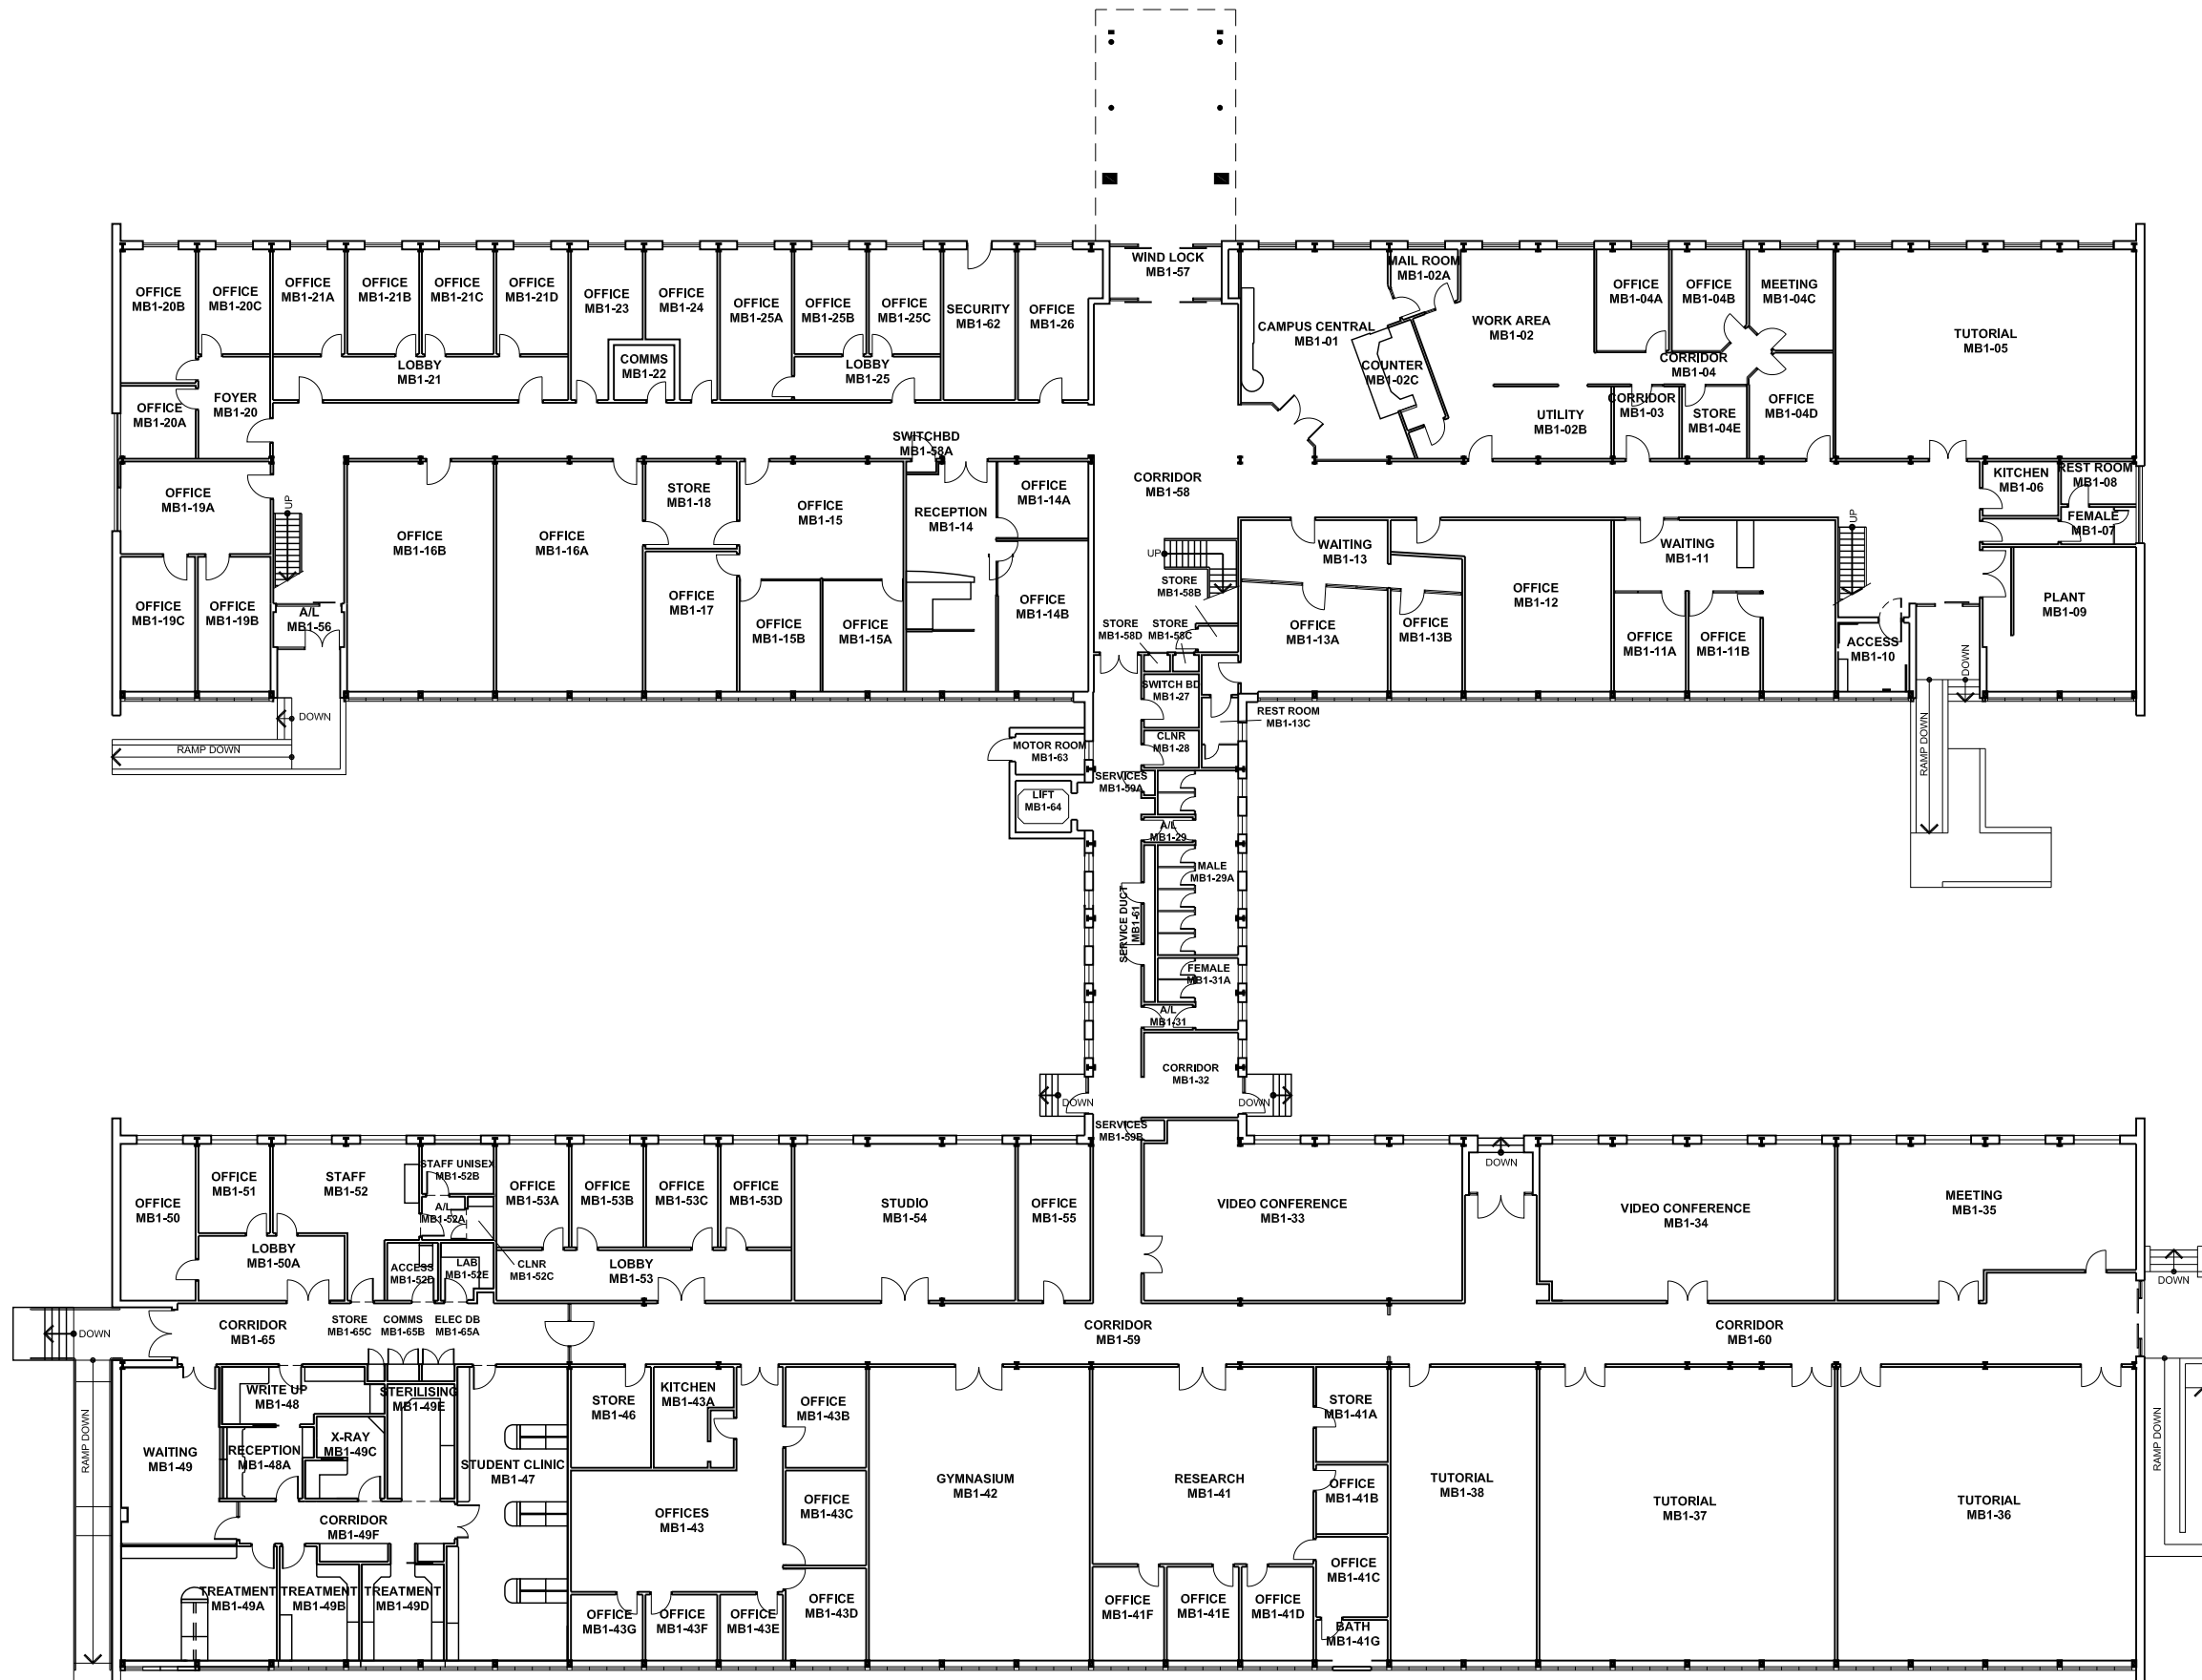 WIND LOCK
MB1-57
OFFICE
MB1-20B
OFFICE
MB1-20C
OFFICE
MB1-21A
OFFICE
MB1-21B
OFFICE
MB1-21C
OFFICE
MB1-21D
OFFICE
MB1-23
OFFICE
MB1-24
OFFICE
MB1-25A
OFFICE
MB1-25B
OFFICE
MB1-25C
SECURITY
MB1-62
OFFICE
MB1-26
COMMS
MB1-22
LOBBY
MB1-21
LOBBY
MB1-25
FOYER
MB1-20
OFFICE
MB1-20A
CAMPUS CENTRAL
MB1-01
MAIL ROOM
MB1-02A
WORK AREA
MB1-02
COUNTER
MB1-02C
UTILITY
MB1-02B
OFFICE
MB1-04A
OFFICE
MB1-04B
MEETING
MB1-04C
CORRIDOR
MB1-04
CORRIDOR
MB1-03
STORE
MB1-04E
OFFICE
MB1-04D
TUTORIAL
MB1-05
SWITCHBD
MB1-58A
OFFICE
MB1-19A
UP
OFFICE
MB1-16B
OFFICE
MB1-16A
STORE
MB1-18
OFFICE
MB1-15
RECEPTION
MB1-14
OFFICE
MB1-14A
CORRIDOR
MB1-58
KITCHEN
MB1-06
REST ROOM
MB1-08
FEMALE
MB1-07
UP
WAITING
MB1-13
WAITING
MB1-11
UP
STORE
MB1-58B
OFFICE
MB1-12
OFFICE
MB1-19C
OFFICE
MB1-19B
A/L
MB1-56
OFFICE
MB1-17
OFFICE
MB1-15B
OFFICE
MB1-15A
OFFICE
MB1-14B
STORE
MB1-58D
STORE
MB1-58C
OFFICE
MB1-13A
OFFICE
MB1-13B
OFFICE
MB1-11A
OFFICE
MB1-11B
ACCESS
MB1-10
PLANT
MB1-09
DOWN
SWITCH BD
MB1-27
REST ROOM
MB1-13C
DOWN
RAMP DOWN
RAMP DOWN
MOTOR ROOM
MB1-63
CLNR
MB1-28
SERVICES
MB1-59A
LIFT
MB1-64
A/L
MB1-29
MALE
MB1-29A
SERVICE DUCT
MB1-61
FEMALE
MB1-31A
A/L
MB1-31
CORRIDOR
MB1-32
DOWN
DOWN
SERVICES
MB1-59B
OFFICE
MB1-50
OFFICE
MB1-51
STAFF
MB1-52
STAFF UNISEX
MB1-52B
A/L
MB1-52A
OFFICE
MB1-53A
OFFICE
MB1-53B
OFFICE
MB1-53C
OFFICE
MB1-53D
STUDIO
MB1-54
OFFICE
MB1-55
VIDEO CONFERENCE
MB1-33
DOWN
VIDEO CONFERENCE
MB1-34
MEETING
MB1-35
LOBBY
MB1-50A
ACCESS
MB1-52D
LAB
MB1-52E
CLNR
MB1-52C
LOBBY
MB1-53
DOWN
DOWN
CORRIDOR
MB1-65
STORE
MB1-65C
COMMS
MB1-65B
ELEC DB
MB1-65A
CORRIDOR
MB1-59
CORRIDOR
MB1-60
WRITE UP
MB1-48
STERILISING
MB1-49E
STORE
MB1-46
KITCHEN
MB1-43A
OFFICE
MB1-43B
STORE
MB1-41A
RAMP DOWN
WAITING
MB1-49
RECEPTION
MB1-48A
X-RAY
MB1-49C
STUDENT CLINIC
MB1-47
GYMNASIUM
MB1-42
RESEARCH
MB1-41
OFFICE
MB1-41B
TUTORIAL
MB1-38
TUTORIAL
MB1-37
TUTORIAL
MB1-36
RAMP DOWN
CORRIDOR
MB1-49F
OFFICES
MB1-43
OFFICE
MB1-43C
OFFICE
MB1-41C
TREATMENT
MB1-49A
TREATMENT
MB1-49B
TREATMENT
MB1-49D
OFFICE
MB1-43G
OFFICE
MB1-43F
OFFICE
MB1-43E
OFFICE
MB1-43D
OFFICE
MB1-41F
OFFICE
MB1-41E
OFFICE
MB1-41D
BATH
MB1-41G